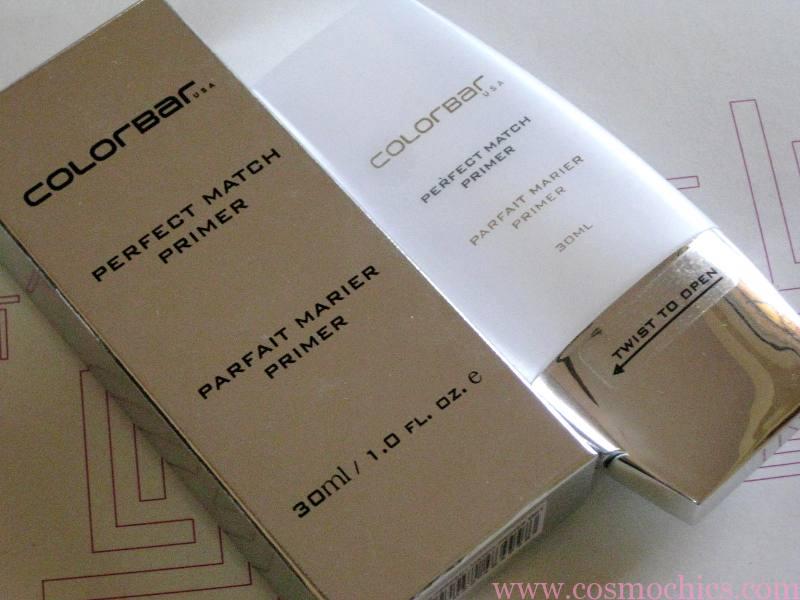 COLORBAR USA
PERFECT MATCH
PRIMER
PARFAIT MARIER
PRIMER
30ml / 1.0 FL. OZ. e
COLORBAR USA
PERFECT MATCH
PRIMER
PARFAIT MARIER
PRIMER
30ML
TWIST TO OPEN
www.cosmochics.com